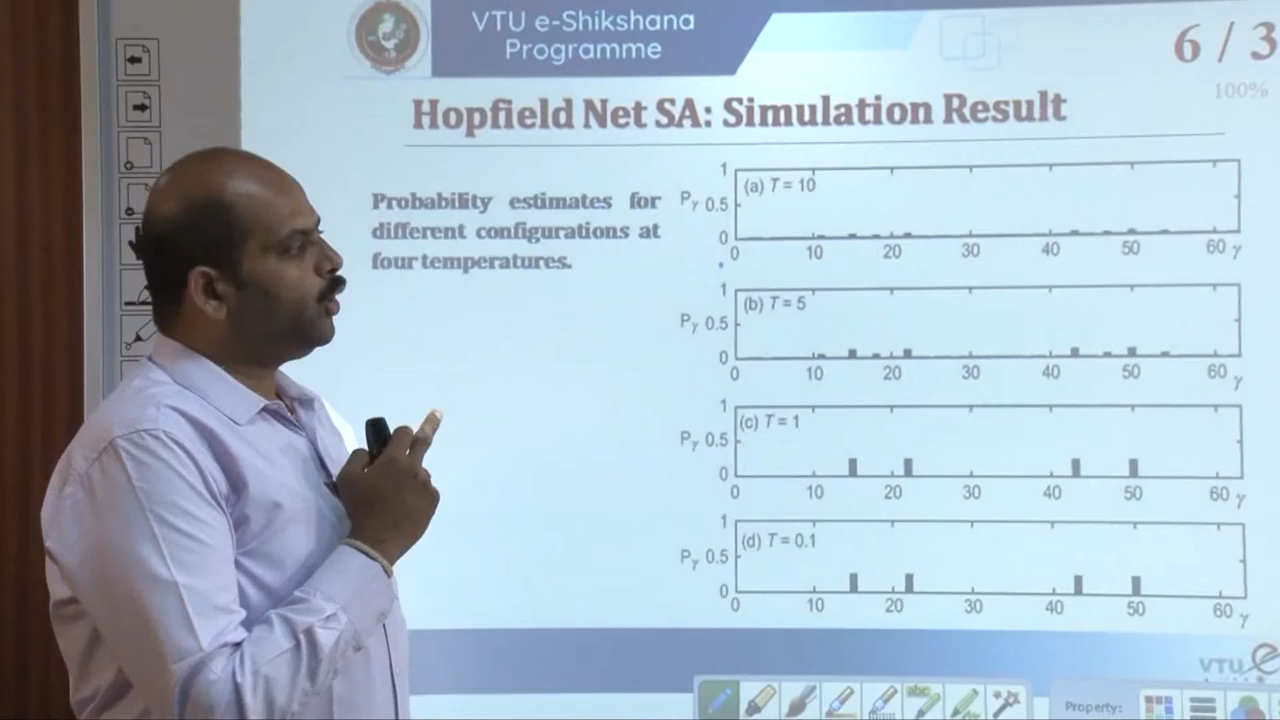 VTU e-Shikshana
Programme
6 / 3
100%
Hopfield Net SA: Simulation Result
Probability estimates for
different configurations at
four temperatures.
1
Pγ 0.5
0
(a) T = 10
0 10 20 30 40 50 60 γ
1
Pγ 0.5
0
(b) T = 5
0 10 20 30 40 50 60 γ
1
Pγ 0.5
0
(c) T = 1
0 10 20 30 40 50 60 γ
1
Pγ 0.5
0
(d) T = 0.1
0 10 20 30 40 50 60 γ
VTU e
abc
Property: